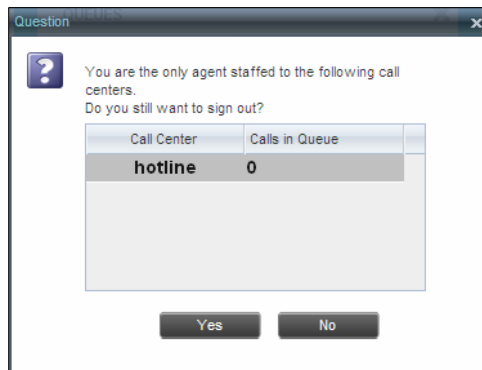 QUEUES
Question
x
?
You are the only agent staffed to the following call
centers.
Do you still want to sign out?
Call Center Calls in Queue
hotline 0
Yes No